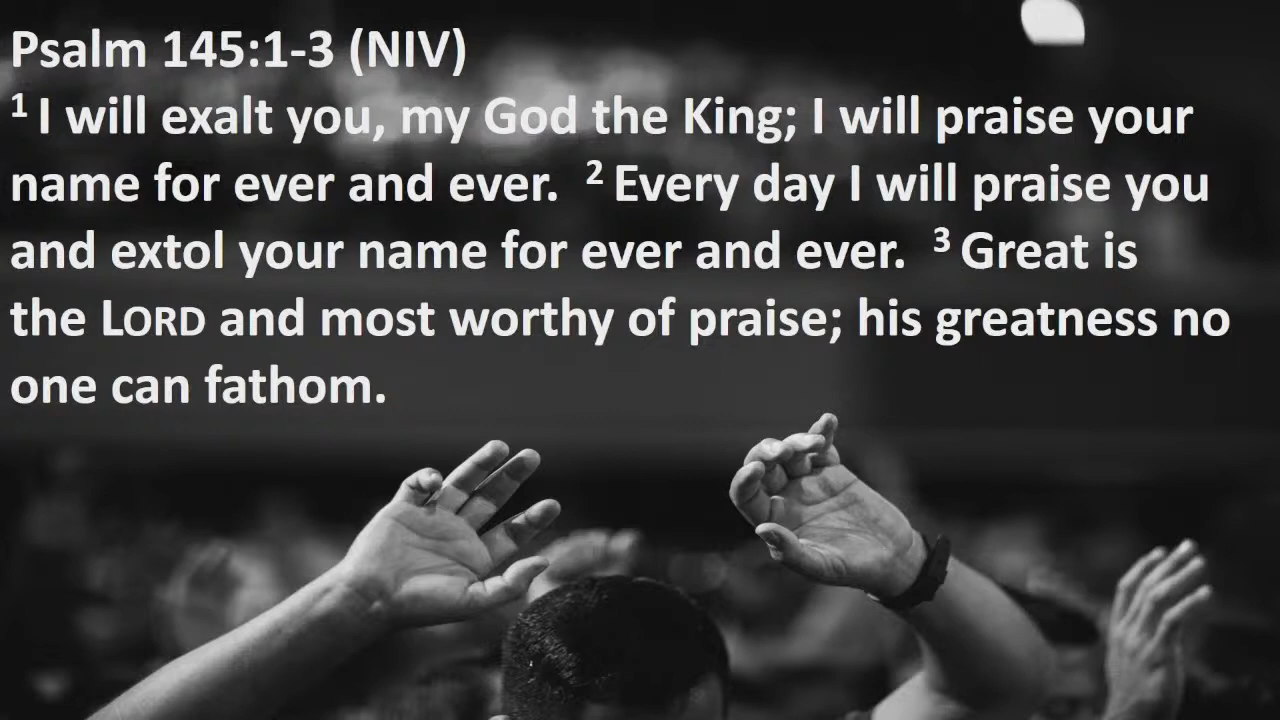 Psalm 145:1-3 (NIV)
1 I will exalt you, my God the King; I will praise your
name for ever and ever. 2 Every day I will praise you
and extol your name for ever and ever. 3 Great is
the LORD and most worthy of praise; his greatness no
one can fathom.